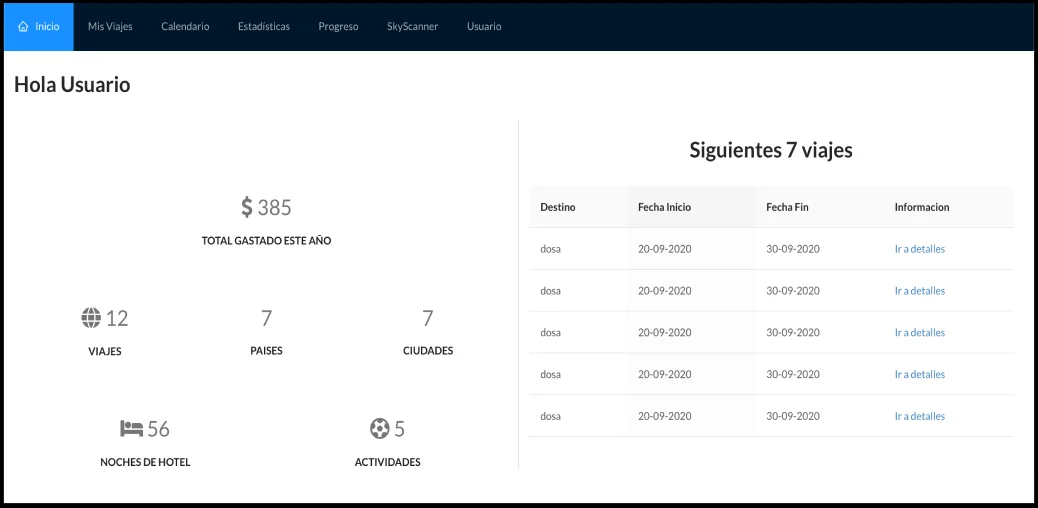 Inicio Mis Viajes Calendario Estadísticas Progreso SkyScanner Usuario
Hola Usuario
$ 385
TOTAL GASTADO ESTE AÑO
12 7 7
VIAJES PAISES CIUDADES
56 5
NOCHES DE HOTEL ACTIVIDADES
Siguientes 7 viajes
Destino Fecha Inicio Fecha Fin Informacion
dosa 20-09-2020 30-09-2020 Ir a detalles
dosa 20-09-2020 30-09-2020 Ir a detalles
dosa 20-09-2020 30-09-2020 Ir a detalles
dosa 20-09-2020 30-09-2020 Ir a detalles
dosa 20-09-2020 30-09-2020 Ir a detalles